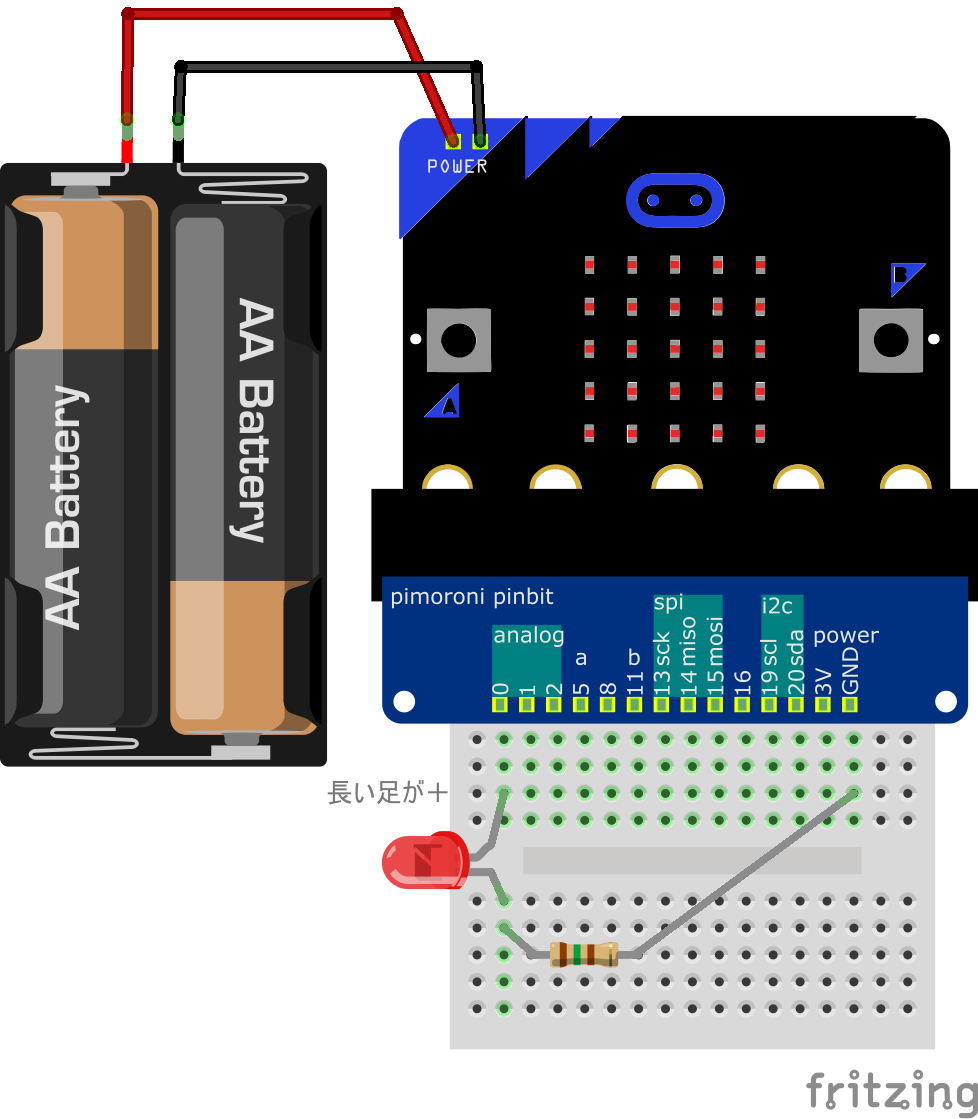 POWER
B
A
AA Battery
AA Battery
pimoroni pinbit
analog
spi
i2c
power
a
b
0
1
2
5
8
11
13 sck
14 miso
15 mosi
16
19 scl
20 sda
3V
GND
長い足が＋
fritzing